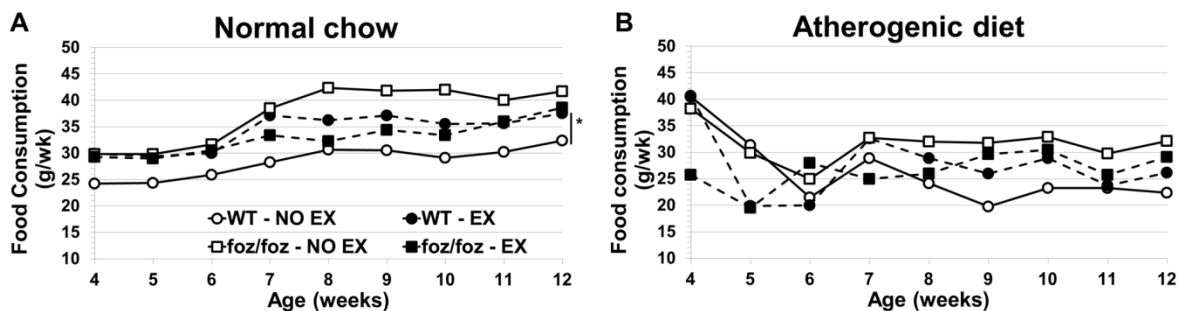 A
Normal chow
Food Consumption
(g/wk)
50
45
40
35
30
25
20
15
10
*
WT - NO EX
WT - EX
foz/foz - NO EX
foz/foz - EX
4 5 6 7 8 9 10 11 12
Age (weeks)
B
Atherogenic diet
Food consumption
(g/wk)
50
45
40
35
30
25
20
15
10
4 5 6 7 8 9 10 11 12
Age (weeks)